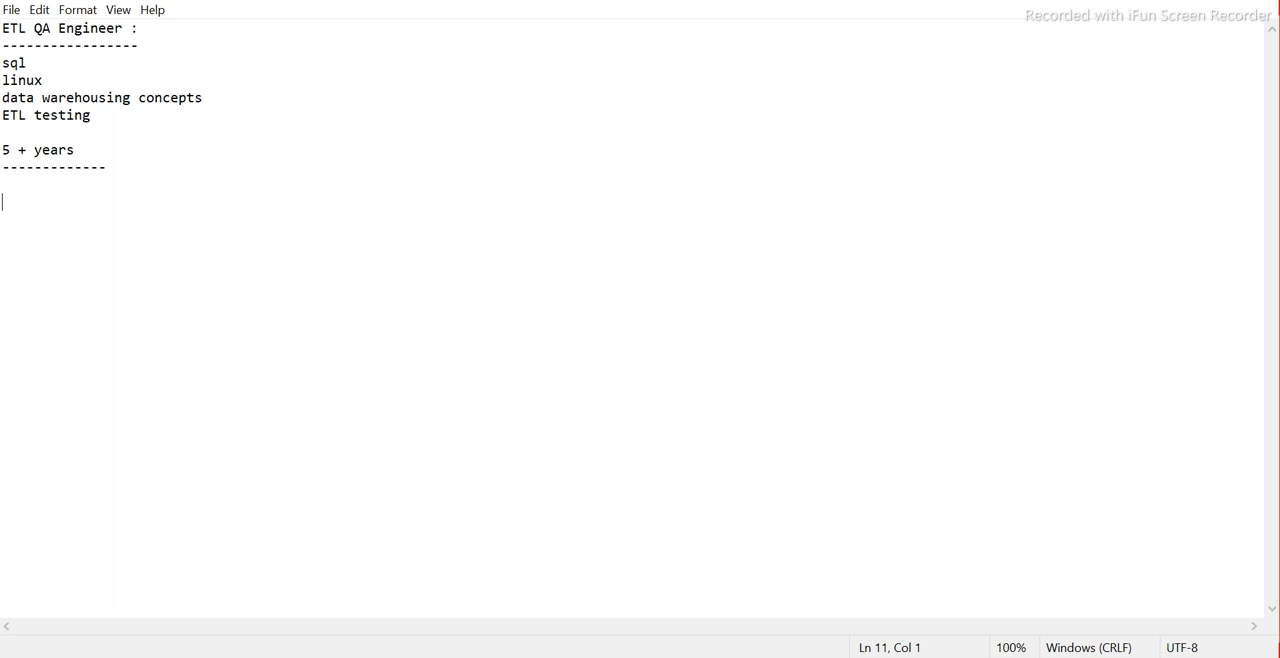 File Edit Format View Help
Recorded with iFun Screen Recorder
ETL QA Engineer :
-----------------
sql
linux
data warehousing concepts
ETL testing
5 + years
-------------
Ln 11, Col 1 100% Windows (CRLF) UTF-8